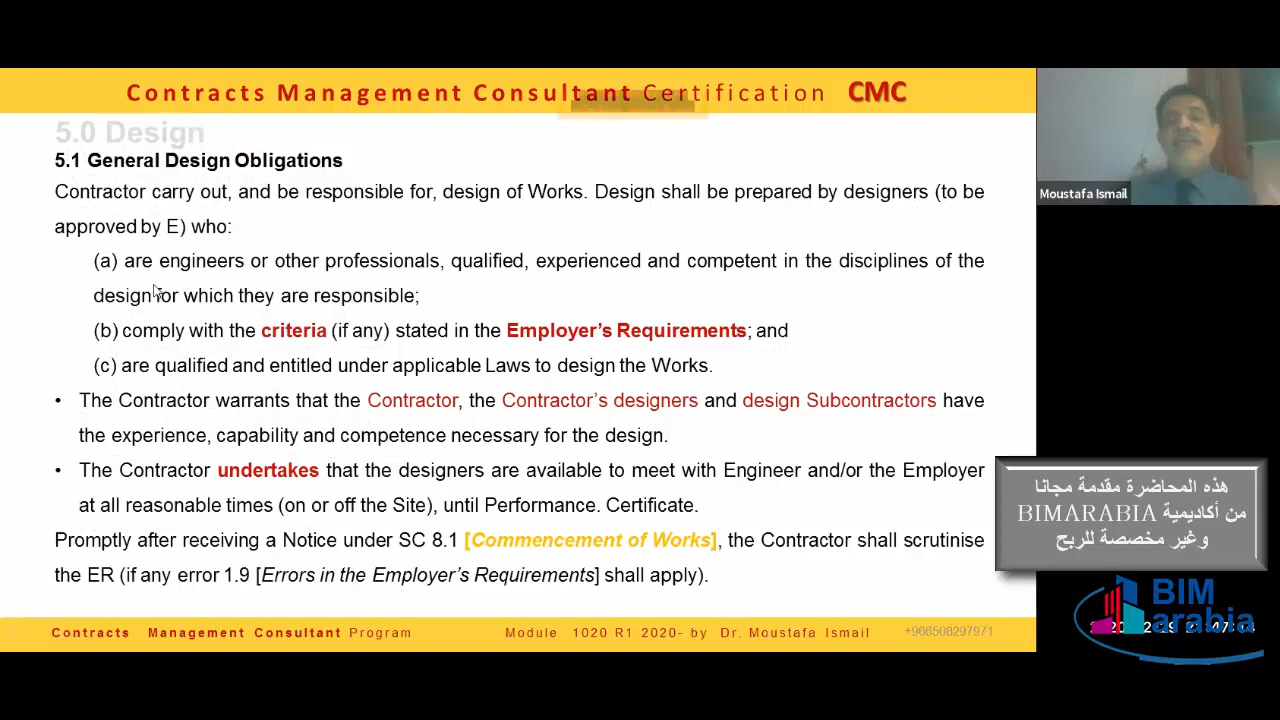 Contracts Management Consultant Certification CMC
5.0 Design
5.1 General Design Obligations
Contractor carry out, and be responsible for, design of Works. Design shall be prepared by designers (to be
approved by E) who:
(a) are engineers or other professionals, qualified, experienced and competent in the disciplines of the
design for which they are responsible;
(b) comply with the criteria (if any) stated in the Employer's Requirements; and
(c) are qualified and entitled under applicable Laws to design the Works.
• The Contractor warrants that the Contractor, the Contractor's designers and design Subcontractors have
the experience, capability and competence necessary for the design.
• The Contractor undertakes that the designers are available to meet with Engineer and/or the Employer
at all reasonable times (on or off the Site), until Performance. Certificate.
Promptly after receiving a Notice under SC 8.1 [Commencement of Works], the Contractor shall scrutinise
the ER (if any error 1.9 [Errors in the Employer's Requirements] shall apply).
Contracts Management Consultant Program
Module 1020 R1 2020- by Dr. Moustafa Ismail
+966508297971
Moustafa Ismail
هذه المحاضرة مقدمة مجانا
من أكاديمية BIMARABIA
وغير مخصصة للربح
BIM
arabia